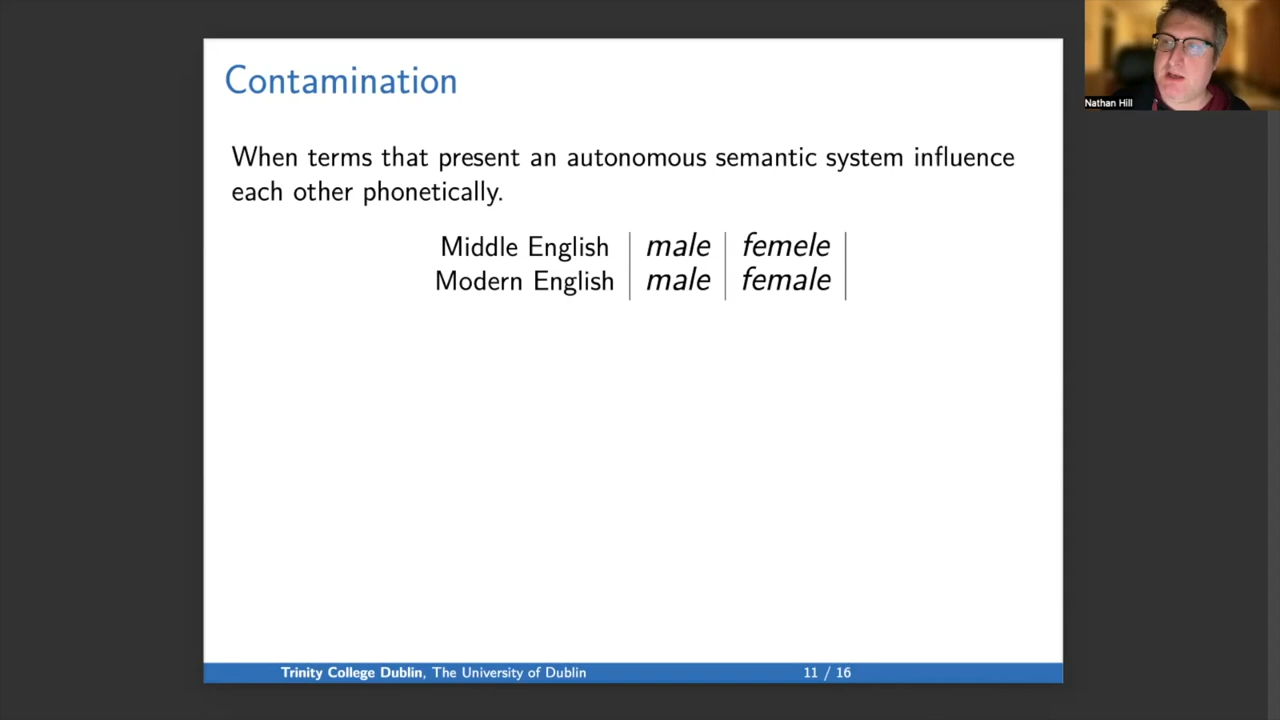 Contamination
When terms that present an autonomous semantic system influence
each other phonetically.
Middle English male femele
Modern English male female
Trinity College Dublin, The University of Dublin 11 / 16
Nathan Hill